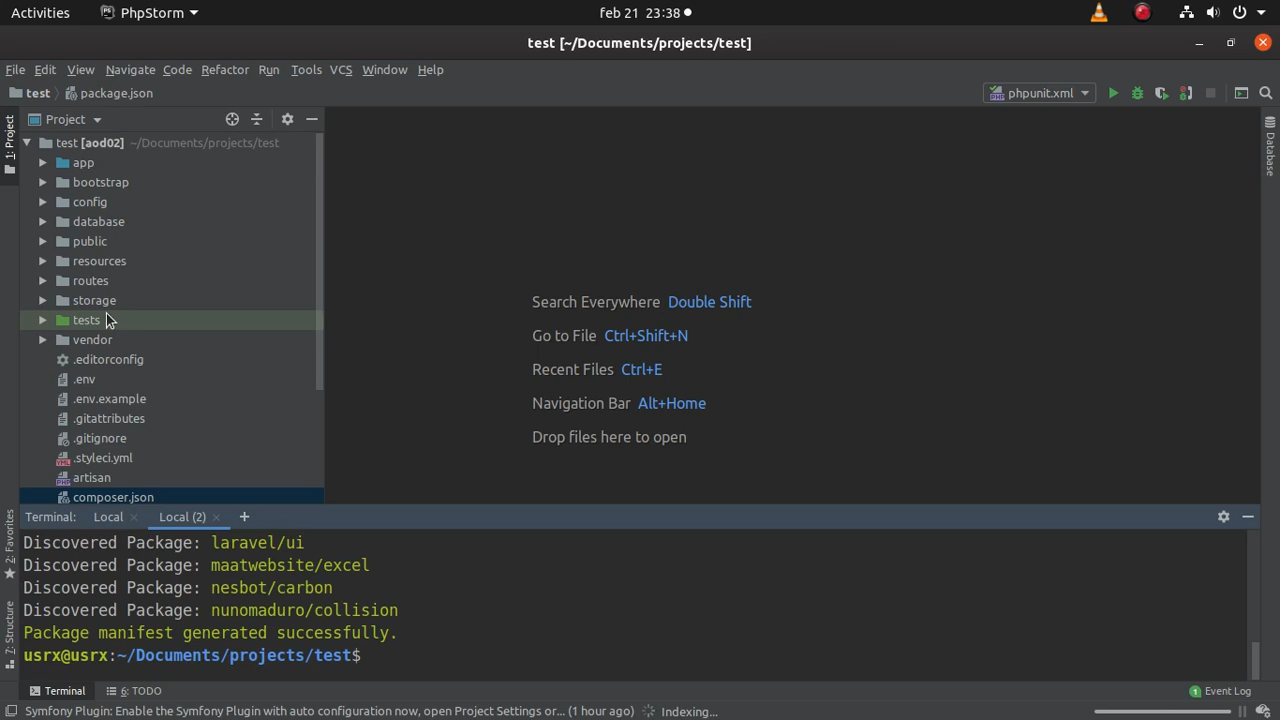 Activities PhpStorm feb 21 23:38
test [~/Documents/projects/test]
File Edit View Navigate Code Refactor Run Tools VCS Window Help
test package.json phpunit.xml
Project
1: Project
test [aod02] ~/Documents/projects/test
app
bootstrap
config
database
public
resources
routes
storage
tests
vendor
.editorconfig
.env
.env.example
.gitattributes
.gitignore
.styleci.yml
artisan
composer.json
Search Everywhere Double Shift
Go to File Ctrl+Shift+N
Recent Files Ctrl+E
Navigation Bar Alt+Home
Drop files here to open
Database
2: Favorites
7: Structure
Terminal: Local Local (2)
Discovered Package: laravel/ui
Discovered Package: maatwebsite/excel
Discovered Package: nesbot/carbon
Discovered Package: nunomaduro/collision
Package manifest generated successfully.
usrx@usrx:~/Documents/projects/test$
Terminal 6: TODO 1 Event Log
Symfony Plugin: Enable the Symfony Plugin with auto configuration now, open Project Settings or... (1 hour ago) Indexing...